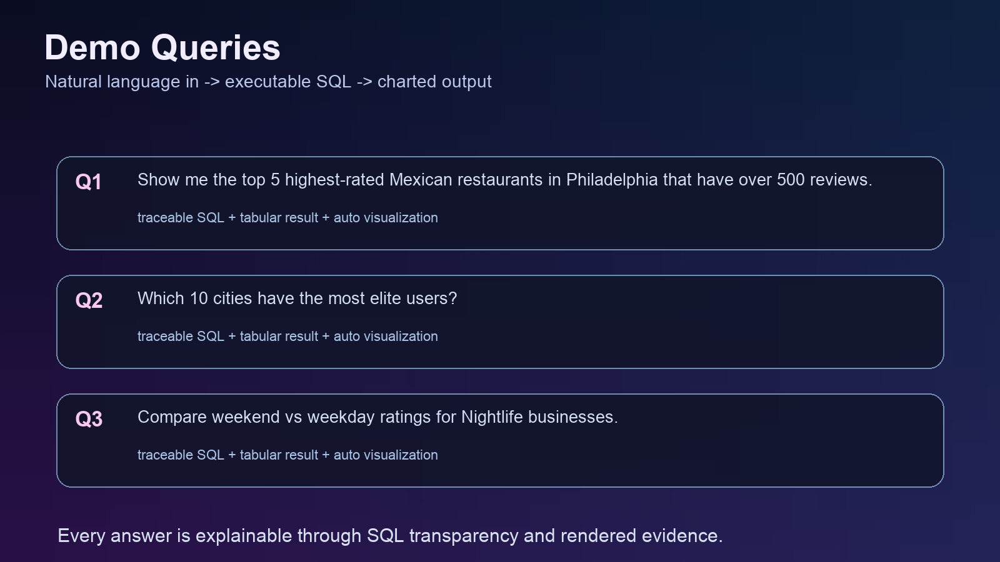 Demo Queries
Natural language in -> executable SQL -> charted output
Q1
Show me the top 5 highest-rated Mexican restaurants in Philadelphia that have over 500 reviews.
traceable SQL + tabular result + auto visualization
Q2
Which 10 cities have the most elite users?
traceable SQL + tabular result + auto visualization
Q3
Compare weekend vs weekday ratings for Nightlife businesses.
traceable SQL + tabular result + auto visualization
Every answer is explainable through SQL transparency and rendered evidence.